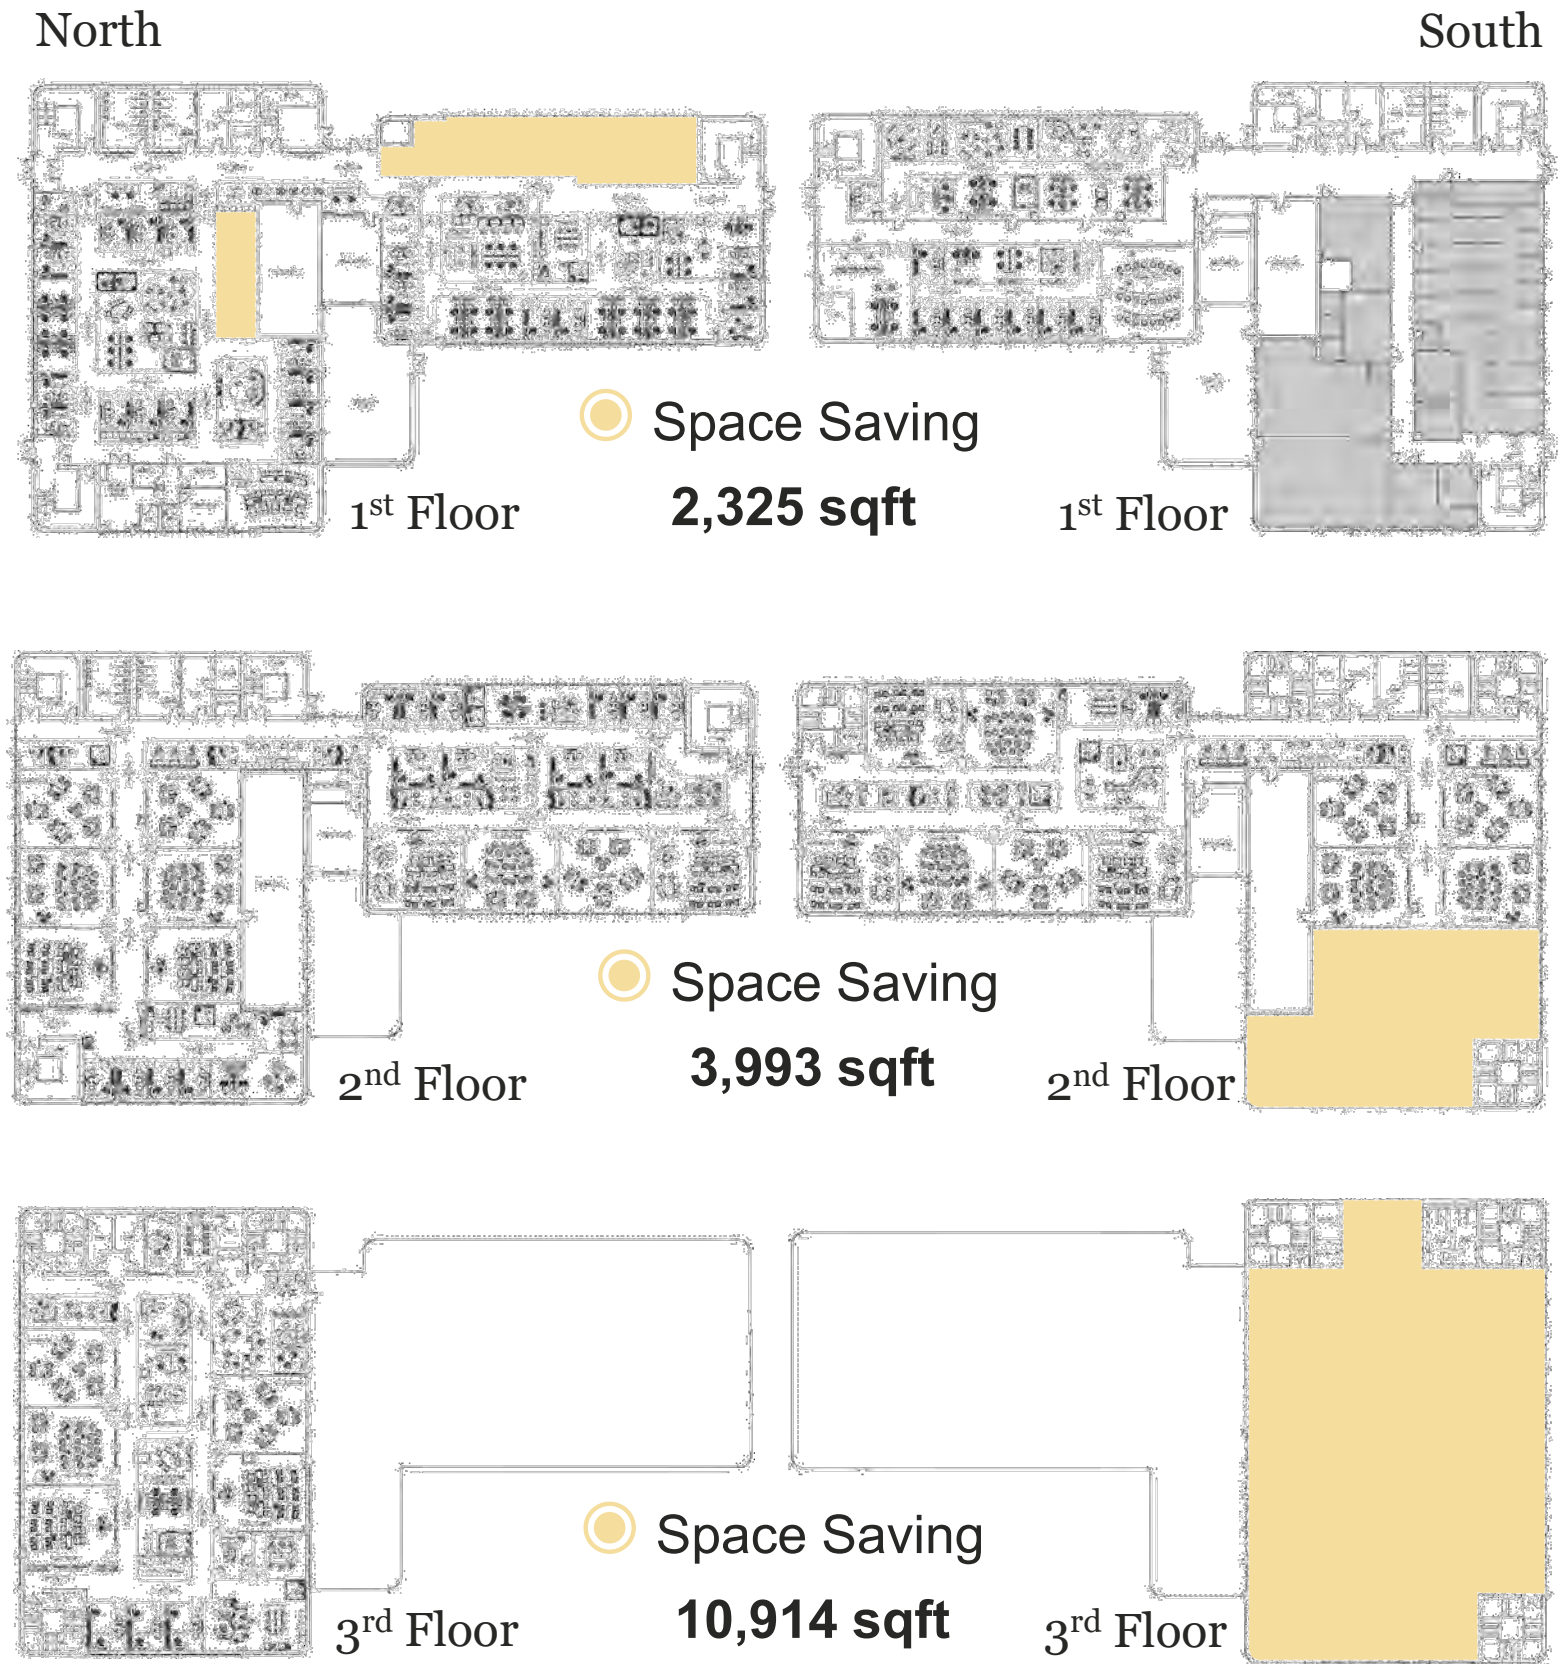 North
South
Space Saving
2,325 sqft
1st Floor
1st Floor
Space Saving
3,993 sqft
2nd Floor
2nd Floor
Space Saving
10,914 sqft
3rd Floor
3rd Floor